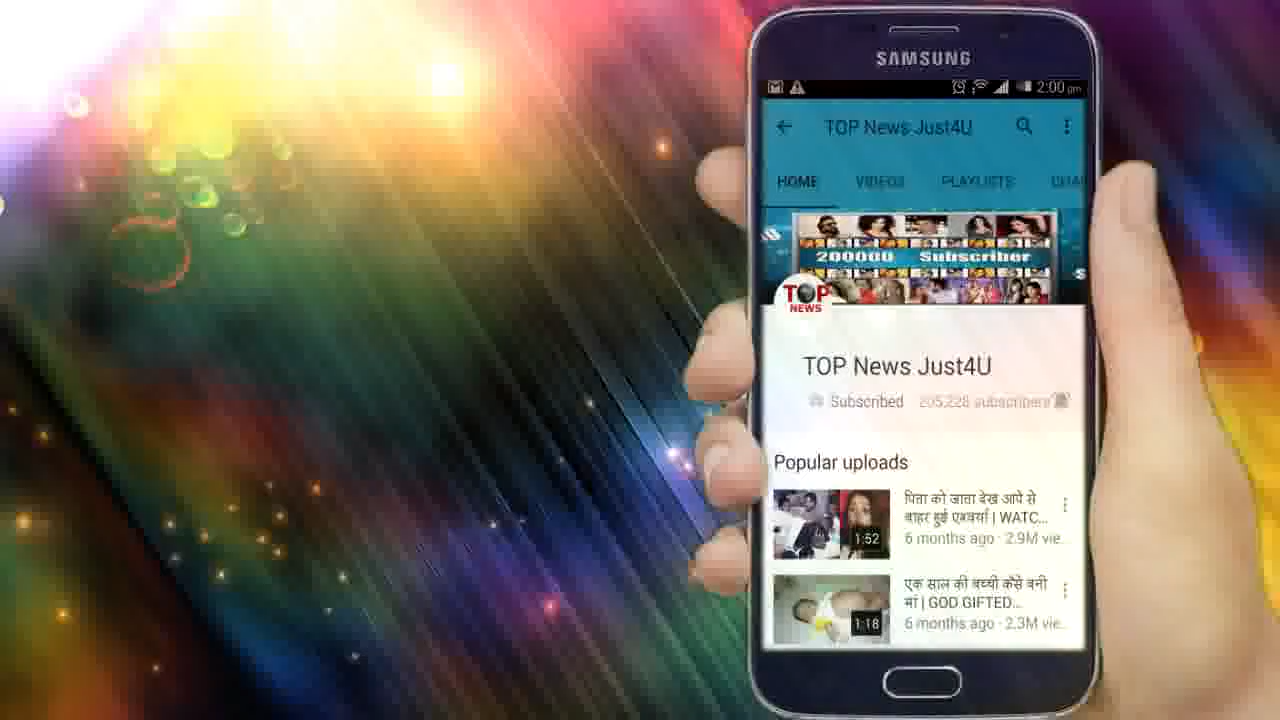 SAMSUNG
2:00 pm
TOP News Just4U
HOME VIDEOS PLAYLISTS CHA
200000 Subscriber
TOP
NEWS
TOP News Just4U
Subscribed 205,228 subscribers
Popular uploads
पिता को जाता देख आपे से
बाहर हुई एश्वर्या | WATC...
1:52
6 months ago · 2.9M vie...
एक साल की बच्ची कैसे बनी
मां | GOD GIFTED...
1:18
6 months ago · 2.3M vie...